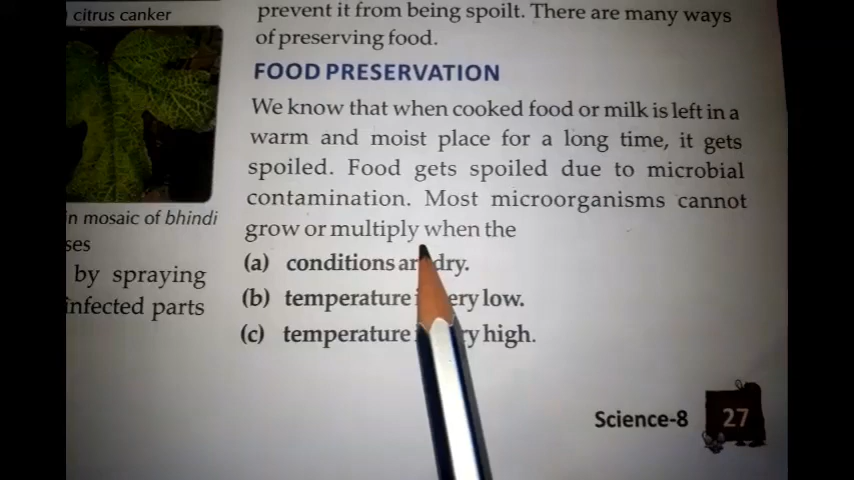 citrus canker
in mosaic of bhindi
ses
by spraying
infected parts
prevent it from being spoilt. There are many ways
of preserving food.
FOOD PRESERVATION
We know that when cooked food or milk is left in a
warm and moist place for a long time, it gets
spoiled. Food gets spoiled due to microbial
contamination. Most microorganisms cannot
grow or multiply when the
(a) conditions are dry.
(b) temperature very low.
(c) temperature high.
Science-8 27